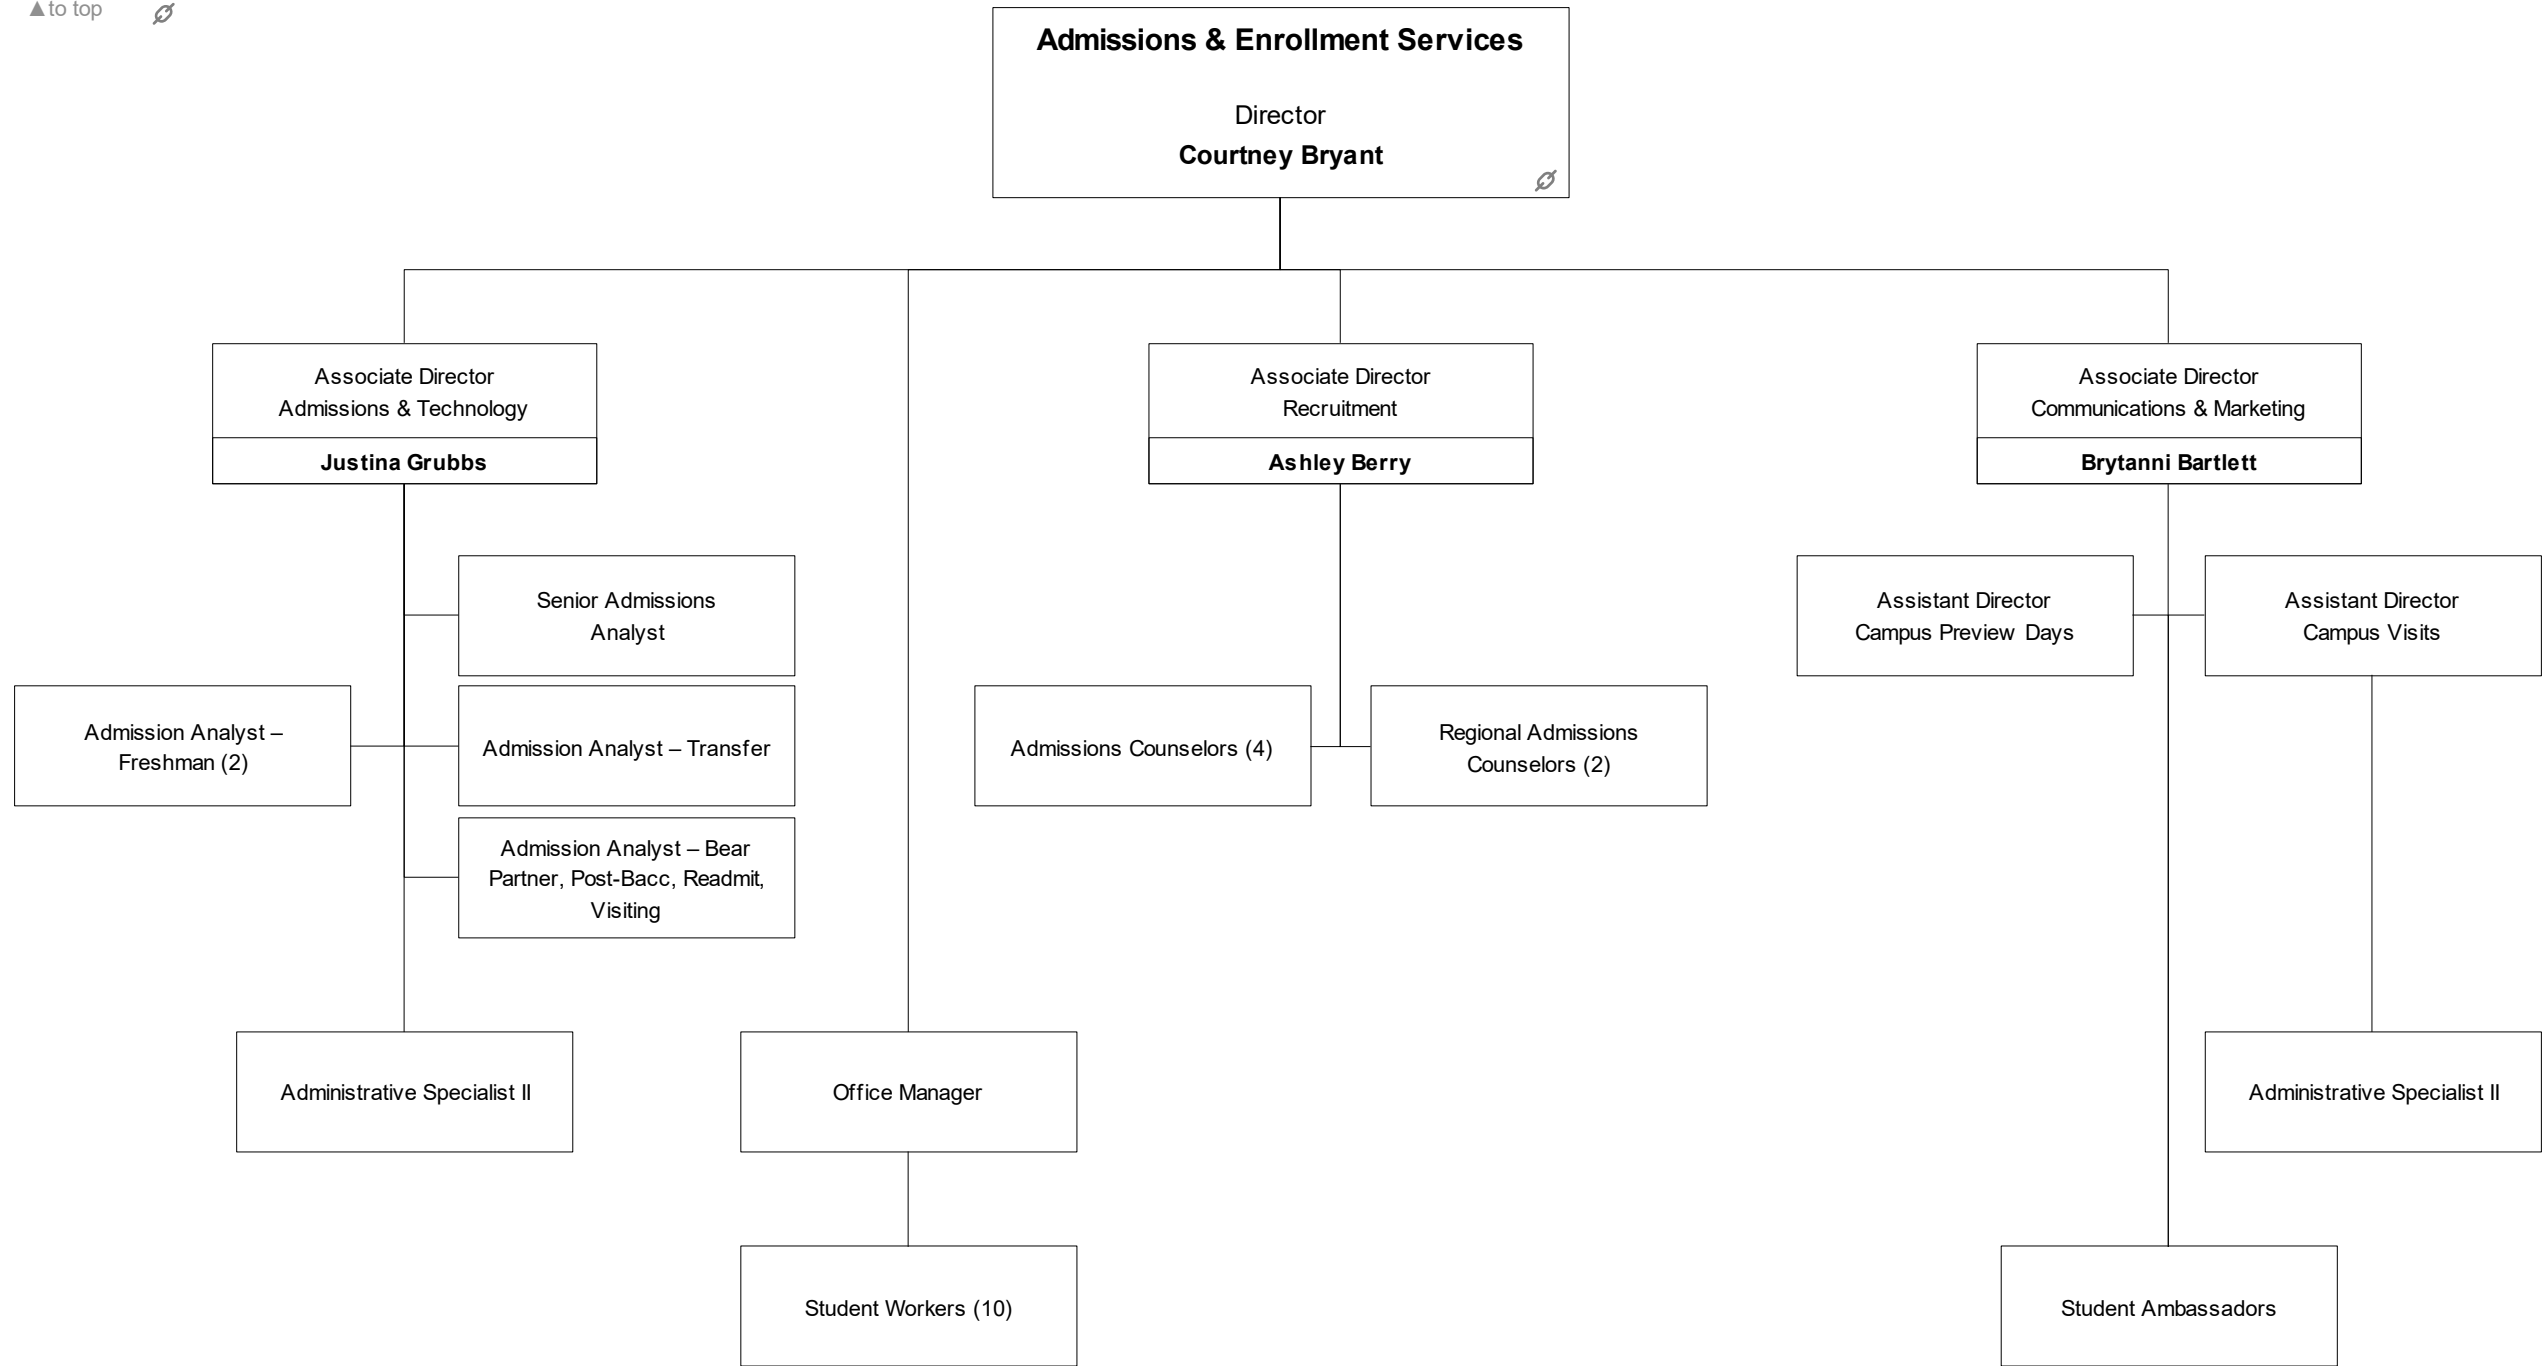 ▲to top
Admissions & Enrollment Services
Director
Courtney Bryant
Associate Director
Admissions & Technology
Justina Grubbs
Associate Director
Recruitment
Ashley Berry
Associate Director
Communications & Marketing
Brytanni Bartlett
Senior Admissions
Analyst
Assistant Director
Campus Preview Days
Assistant Director
Campus Visits
Admission Analyst –
Freshman (2)
Admission Analyst – Transfer
Admissions Counselors (4)
Regional Admissions
Counselors (2)
Admission Analyst – Bear
Partner, Post-Bacc, Readmit,
Visiting
Administrative Specialist II
Office Manager
Administrative Specialist II
Student Workers (10)
Student Ambassadors